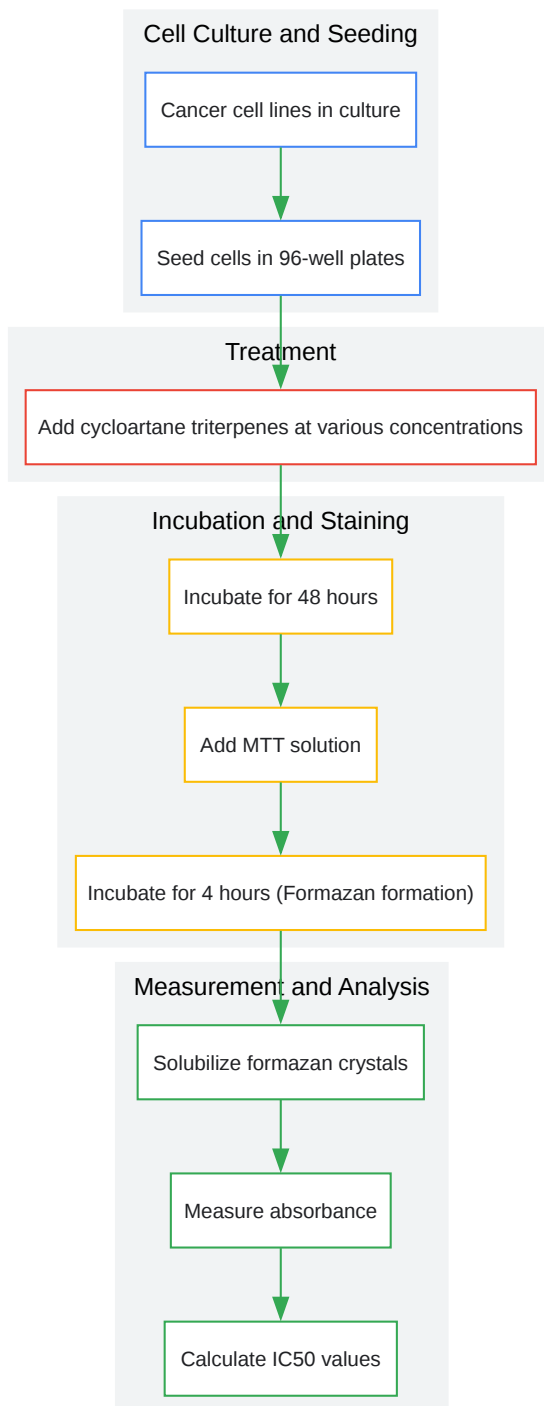 Cell Culture and Seeding
Cancer cell lines in culture
Seed cells in 96-well plates
Treatment
Add cycloartane triterpenes at various concentrations
Incubation and Staining
Incubate for 48 hours
Add MTT solution
Incubate for 4 hours (Formazan formation)
Measurement and Analysis
Solubilize formazan crystals
Measure absorbance
Calculate IC50 values